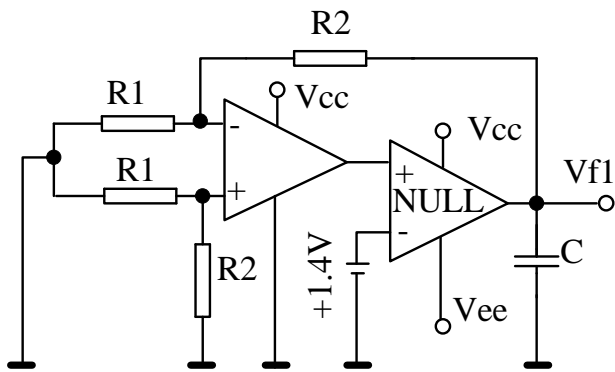 R2
R1
Vcc
-
R1
+
Vcc
Vf1
+
NULL
-
R2
+1.4V
C
Vee